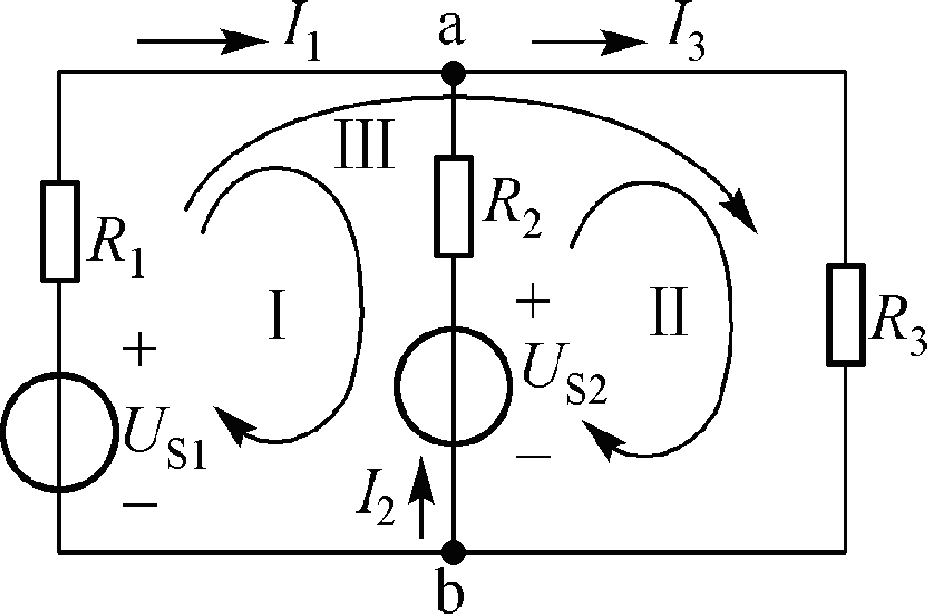 I1 a I3
III
R1 R2
I + II R3
+ US2
US1 −
− I2
b